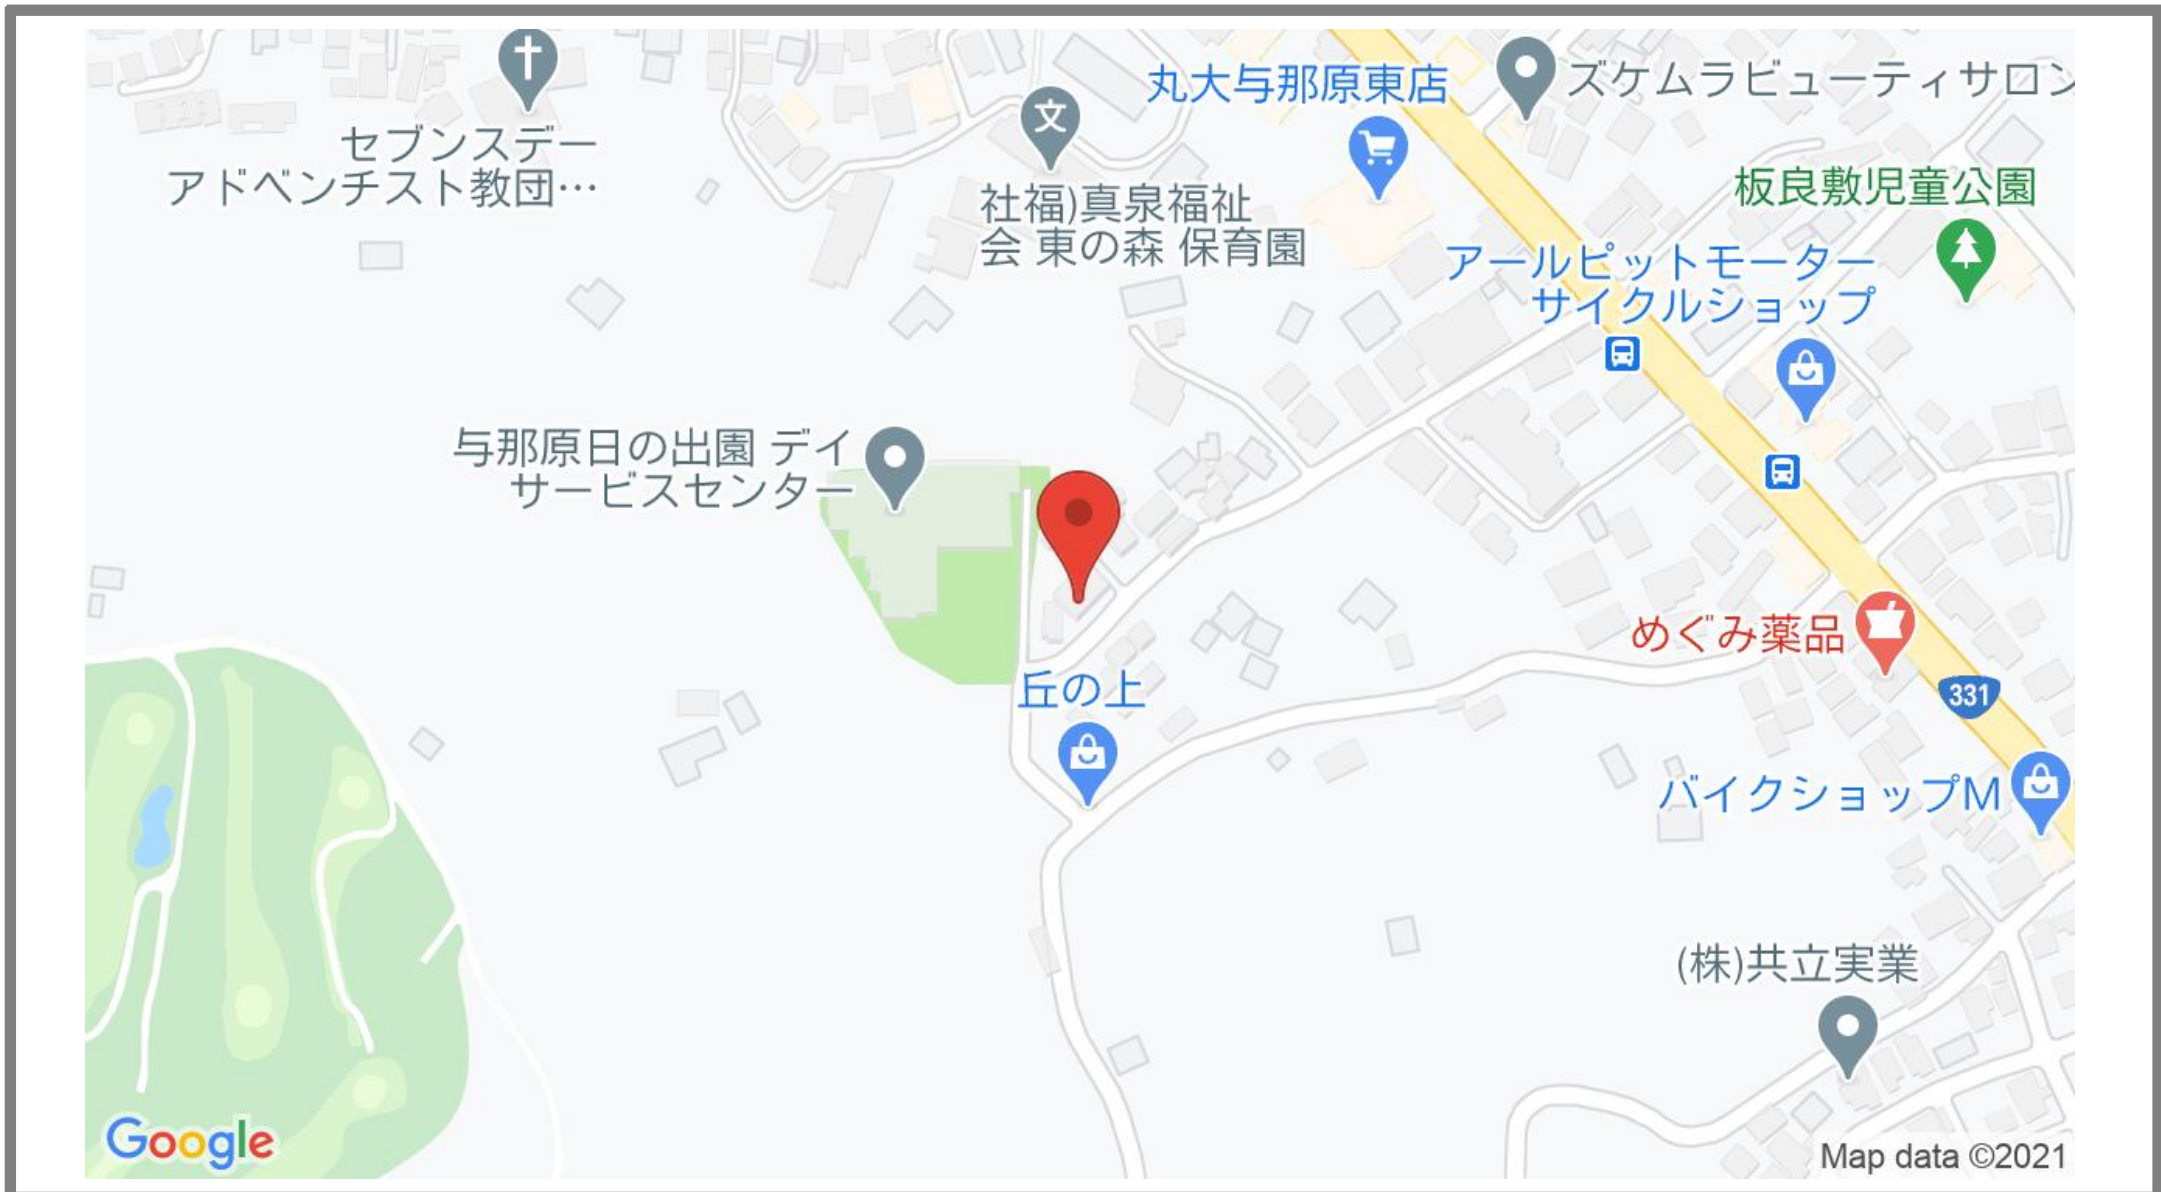 丸大与那原東店
ズケムラビューティサロン
セブンスデー
アドベンチスト教団…
文
社福)真泉福祉
会 東の森 保育園
板良敷児童公園
アールピットモーター
サイクルショップ
与那原日の出園 デイ
サービスセンター
めぐみ薬品
丘の上
331
バイクショップM
(株)共立実業
Google
Map data ©2021